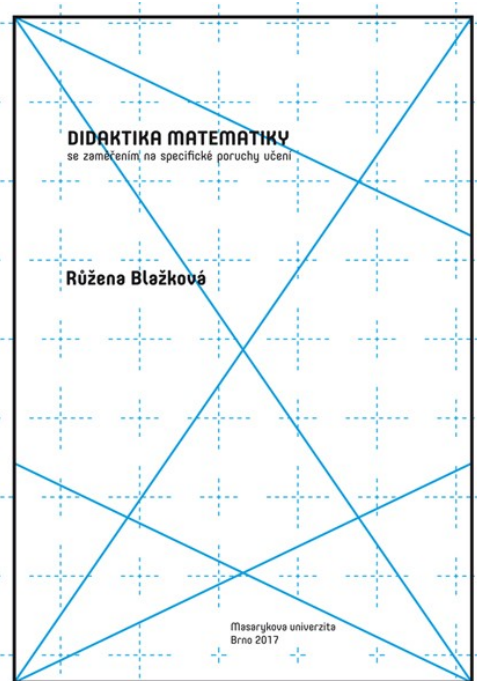 DIDAKTIKA MATEMATIKY
se zaměřením na specifické poruchy učení
Růžena Blažková
Masarykova univerzita
Brno 2017